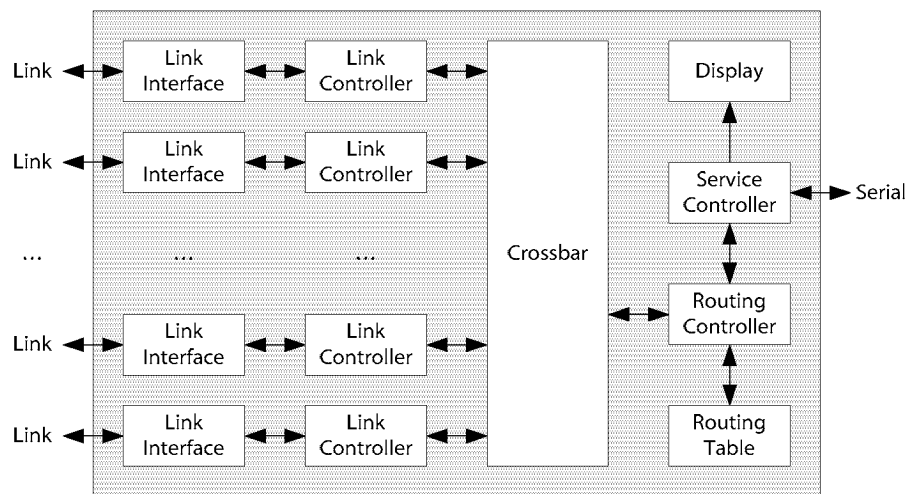 Link
Link
Interface
Link
Controller
Display
Link
Link
Interface
Link
Controller
Service
Controller
Serial
...
...
...
Crossbar
Link
Link
Interface
Link
Controller
Routing
Controller
Link
Link
Interface
Link
Controller
Routing
Table